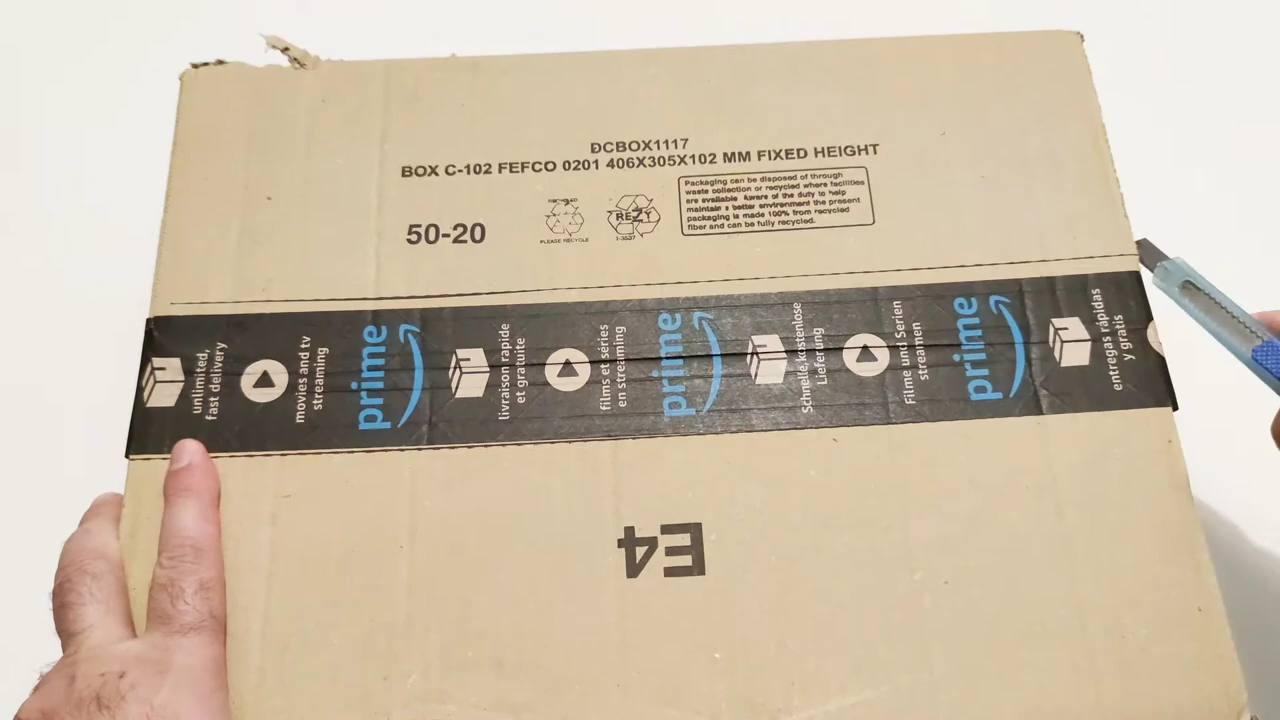 DCBOX1117
BOX C-102 FEFCO 0201 406X305X102 MM FIXED HEIGHT
50-20
RECYCLED
PLEASE RECYCLE
REZY
1-3537
Packaging can be disposed of through
waste collection or recycled where facilities
are available. Aware of the duty to help
maintain a better environment the present
packaging is made 100% from recycled
fiber and can be fully recycled.
unlimited,
fast delivery
movies and tv
streaming
prime
livraison rapide
et gratuite
films et séries
en streaming
prime
Schnelle, kostenlose
Lieferung
Filme und Serien
streamen
prime
entregas rápidas
y gratis
E4